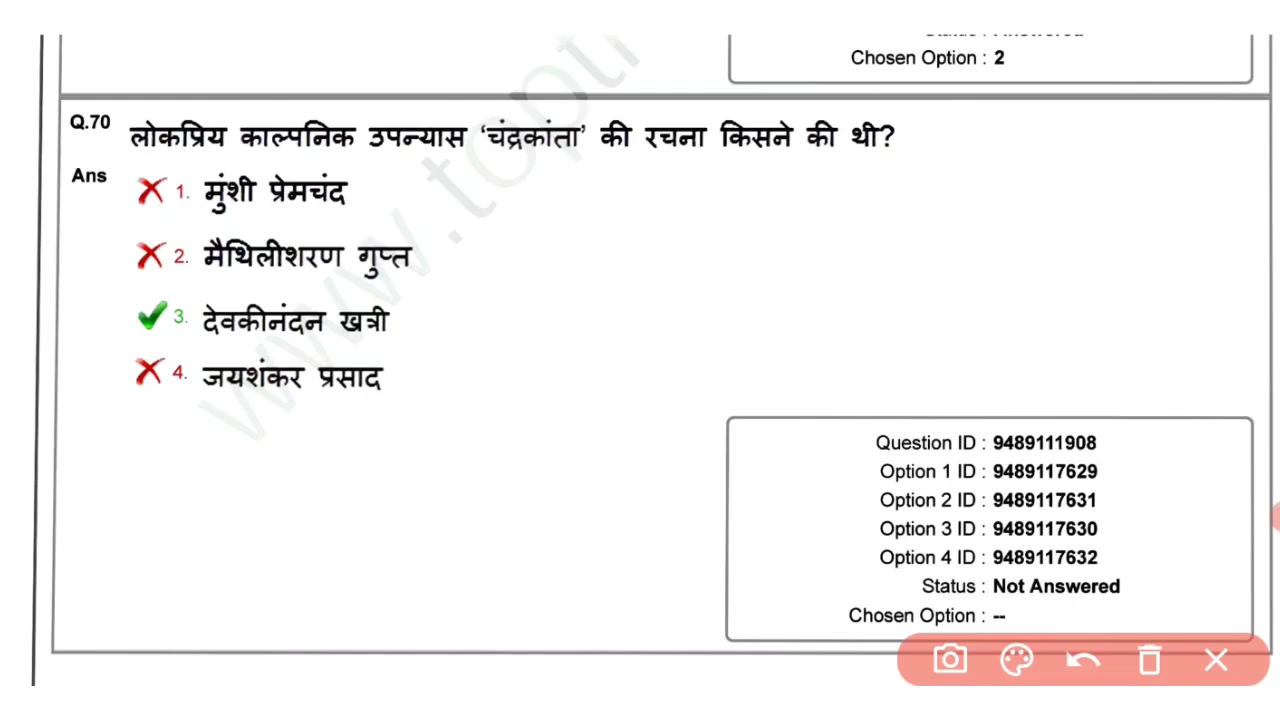 Chosen Option : 2
Q.70 लोकप्रिय काल्पनिक उपन्यास ‘चंद्रकांता’ की रचना किसने की थी?
Ans
1. मुंशी प्रेमचंद
2. मैथिलीशरण गुप्त
3. देवकीनंदन खत्री
4. जयशंकर प्रसाद
Question ID : 9489111908
Option 1 ID : 9489117629
Option 2 ID : 9489117631
Option 3 ID : 9489117630
Option 4 ID : 9489117632
Status : Not Answered
Chosen Option : --